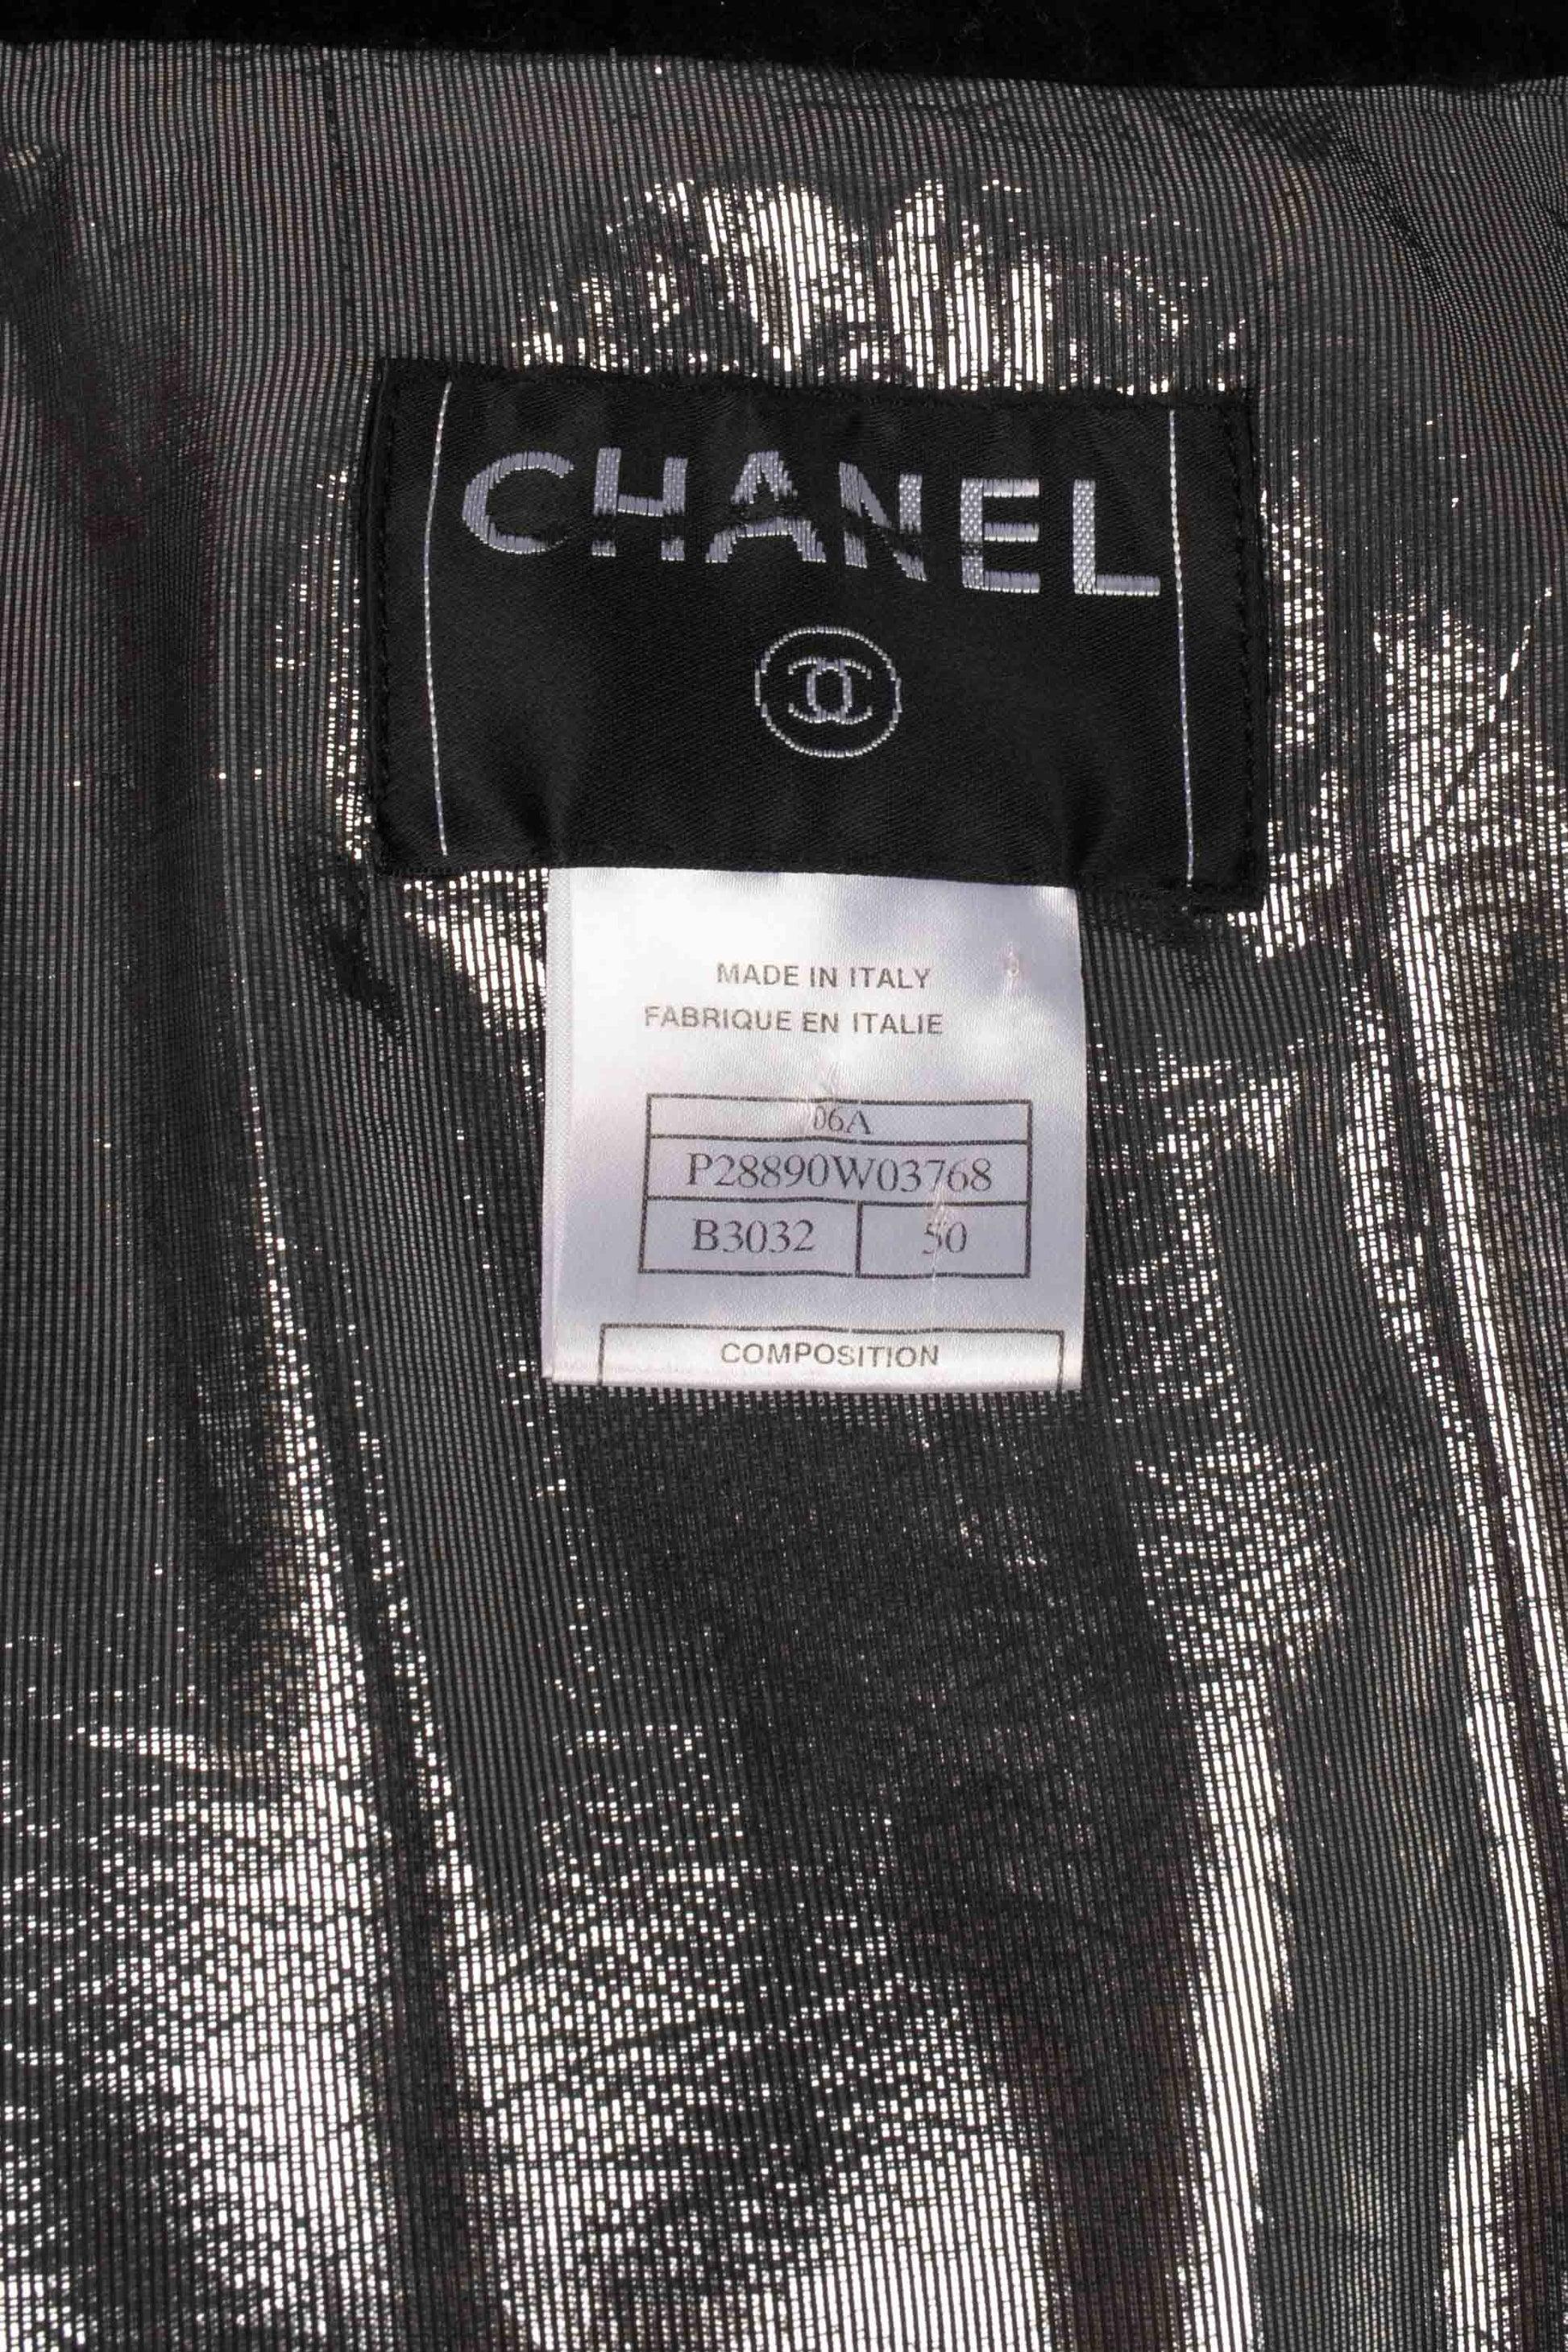 CHANEL
MADE IN ITALY
FABRIQUE EN ITALIE
06A
P28890W03768
B3032 50
COMPOSITION